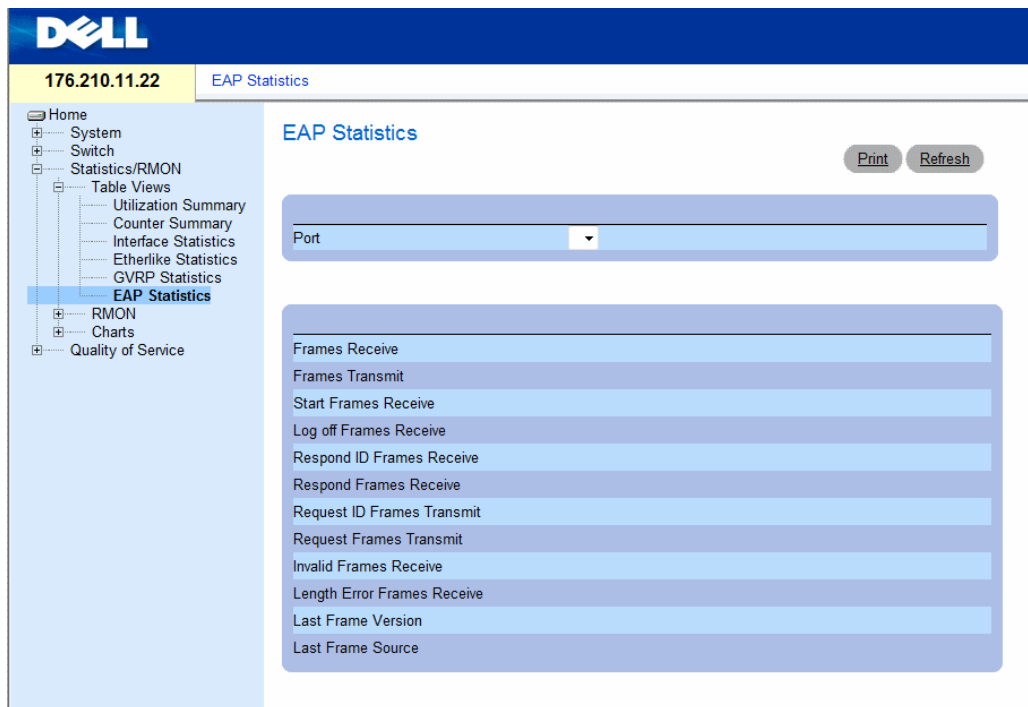 DELL
176.210.11.22
EAP Statistics
Home
System
Switch
Statistics/RMON
Table Views
Utilization Summary
Counter Summary
Interface Statistics
Etherlike Statistics
GVRP Statistics
EAP Statistics
RMON
Charts
Quality of Service
EAP Statistics
Print
Refresh
Port
Frames Receive
Frames Transmit
Start Frames Receive
Log off Frames Receive
Respond ID Frames Receive
Respond Frames Receive
Request ID Frames Transmit
Request Frames Transmit
Invalid Frames Receive
Length Error Frames Receive
Last Frame Version
Last Frame Source